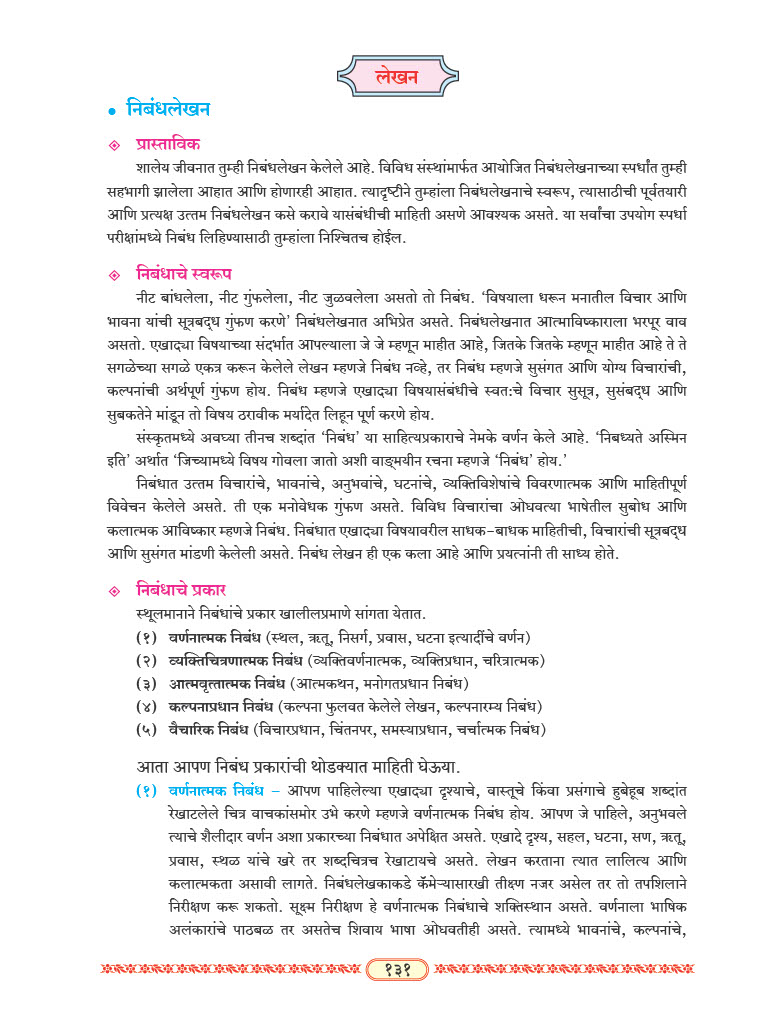 लेखन
• निबंधलेखन
प्रास्ताविक
शालेय जीवनात तुम्ही निबंधलेखन केलेले आहे. विविध संस्थांमार्फत आयोजित निबंधलेखनाच्या स्पर्धांत तुम्ही
सहभागी झालेला आहात आणि होणारही आहात. त्यादृष्टीने तुम्हांला निबंधलेखनाचे स्वरूप, त्यासाठीची पूर्वतयारी
आणि प्रत्यक्ष उत्तम निबंधलेखन कसे करावे यासंबंधीची माहिती असणे आवश्यक असते. या सर्वांचा उपयोग स्पर्धा
परीक्षांमध्ये निबंध लिहिण्यासाठी तुम्हांला निश्चितच होईल.
निबंधाचे स्वरूप
नीट बांधलेला, नीट गुंफलेला, नीट जुळवलेला असतो तो निबंध. ‘विषयाला धरून मनातील विचार आणि
भावना यांची सूत्रबद्ध गुंफण करणे’ निबंधलेखनात अभिप्रेत असते. निबंधलेखनात आत्माविष्काराला भरपूर वाव
असतो. एखाद्या विषयाच्या संदर्भात आपल्याला जे जे म्हणून माहीत आहे, जितके जितके म्हणून माहीत आहे ते ते
सगळेच्या सगळे एकत्र करून केलेले लेखन म्हणजे निबंध नव्हे, तर निबंध म्हणजे सुसंगत आणि योग्य विचारांची,
कल्पनांची अर्थपूर्ण गुंफण होय. निबंध म्हणजे एखाद्या विषयासंबंधीचे स्वत:चे विचार सुसूत्र, सुसंबद्ध आणि
सुबकतेने मांडून तो विषय ठरावीक मर्यादेत लिहून पूर्ण करणे होय.
संस्कृतमध्ये अवघ्या तीनच शब्दांत ‘निबंध’ या साहित्यप्रकाराचे नेमके वर्णन केले आहे. ‘निबध्यते अस्मिन
इति’ अर्थात ‘जिच्यामध्ये विषय गोवला जातो अशी वाङ्मयीन रचना म्हणजे ‘निबंध’ होय.’
निबंधात उत्तम विचारांचे, भावनांचे, अनुभवांचे, घटनांचे, व्यक्तिविशेषांचे विवरणात्मक आणि माहितीपूर्ण
विवेचन केलेले असते. ती एक मनोवेधक गुंफण असते. विविध विचारांचा ओघवत्या भाषेतील सुबोध आणि
कलात्मक आविष्कार म्हणजे निबंध. निबंधात एखाद्या विषयावरील साधक-बाधक माहितीची, विचारांची सूत्रबद्ध
आणि सुसंगत मांडणी केलेली असते. निबंध लेखन ही एक कला आहे आणि प्रयत्नांनी ती साध्य होते.
निबंधाचे प्रकार
स्थूलमानाने निबंधांचे प्रकार खालीलप्रमाणे सांगता येतात.
(१) वर्णनात्मक निबंध (स्थल, ऋतू, निसर्ग, प्रवास, घटना इत्यादींचे वर्णन)
(२) व्यक्तिचित्रणात्मक निबंध (व्यक्तिवर्णनात्मक, व्यक्तिप्रधान, चरित्रात्मक)
(३) आत्मवृत्तात्मक निबंध (आत्मकथन, मनोगतप्रधान निबंध)
(४) कल्पनाप्रधान निबंध (कल्पना फुलवत केलेले लेखन, कल्पनारम्य निबंध)
(५) वैचारिक निबंध (विचारप्रधान, चिंतनपर, समस्याप्रधान, चर्चात्मक निबंध)
आता आपण निबंध प्रकारांची थोडक्यात माहिती घेऊया.
(१) वर्णनात्मक निबंध – आपण पाहिलेल्या एखाद्या दृश्याचे, वास्तूचे किंवा प्रसंगाचे हुबेहूब शब्दांत
रेखाटलेले चित्र वाचकांसमोर उभे करणे म्हणजे वर्णनात्मक निबंध होय. आपण जे पाहिले, अनुभवले
त्याचे शैलीदार वर्णन अशा प्रकारच्या निबंधात अपेक्षित असते. एखादे दृश्य, सहल, घटना, सण, ऋतू,
प्रवास, स्थळ यांचे खरे तर शब्दचित्रच रेखाटायचे असते. लेखन करताना त्यात लालित्य आणि
कलात्मकता असावी लागते. निबंधलेखकाकडे कॅमेऱ्यासारखी तीक्ष्ण नजर असेल तर तो तपशिलाने
निरीक्षण करू शकतो. सूक्ष्म निरीक्षण हे वर्णनात्मक निबंधाचे शक्तिस्थान असते. वर्णनाला भाषिक
अलंकारांचे पाठबळ तर असतेच शिवाय भाषा ओघवतीही असते. त्यामध्ये भावनांचे, कल्पनांचे,
१३१